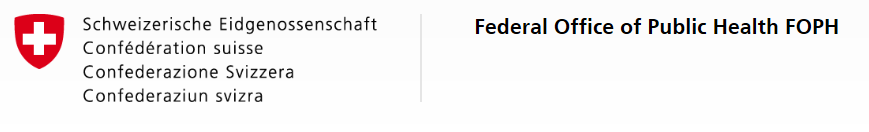 Schweizerische Eidgenossenschaft
Confédération suisse
Confederazione Svizzera
Confederaziun svizra
Federal Office of Public Health FOPH